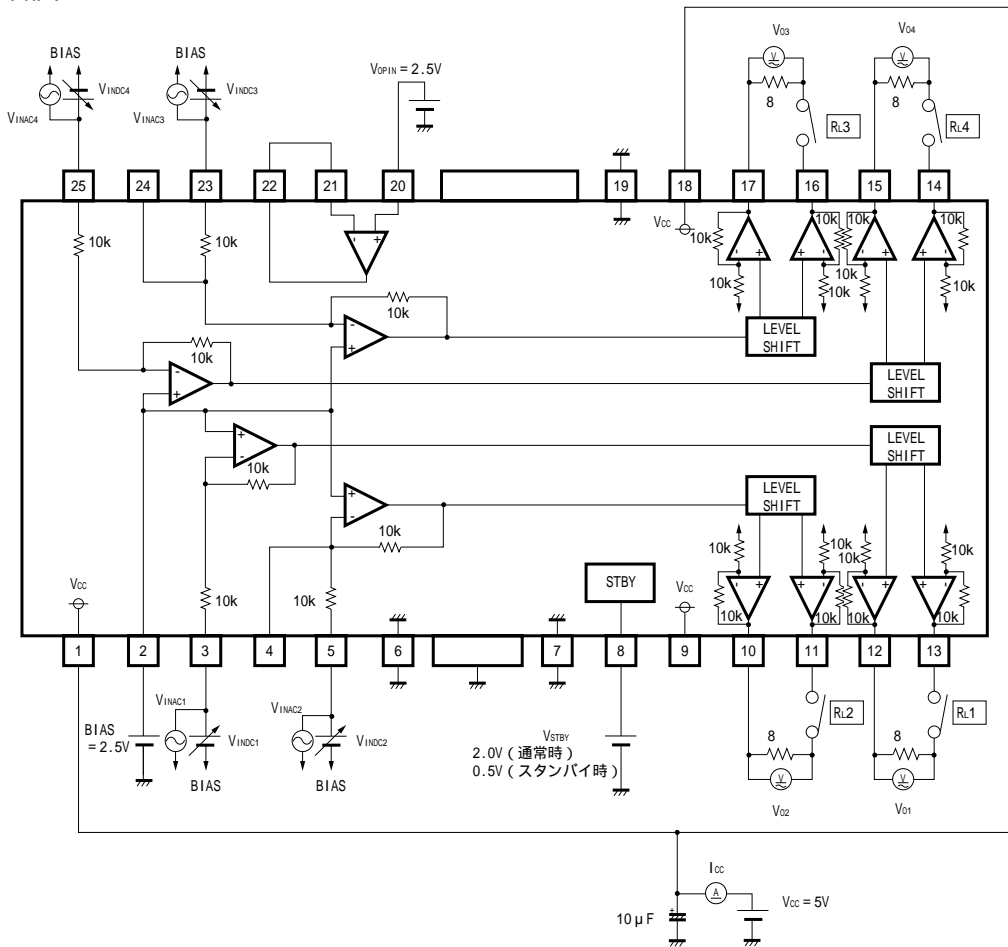 VO3
VO4
BIAS
BIAS
VINDC4
VINDC3
VOPIN = 2.5V
VINAC4
VINAC3
8
8
RL3
RL4
25
24
23
22
21
20
19
18
17
16
15
14
VCC
10k
10k
10k
10k
10k
10k
10k
10k
10k
10k
10k
10k
LEVEL
SHIFT
10k
LEVEL
SHIFT
10k
LEVEL
SHIFT
LEVEL
SHIFT
10k
10k
10k
10k
10k
10k
10k
10k
10k
10k
10k
10k
VCC
STBY
VCC
1
2
3
4
5
6
7
8
9
10
11
12
13
VINAC1
VINAC2
RL2
RL1
BIAS
= 2.5V
VINDC1
VINDC2
VSTBY
2.0V(通常時)
0.5V(スタンバイ時)
8
8
BIAS
BIAS
VO2
VO1
ICC
A
VCC = 5V
+
10μF